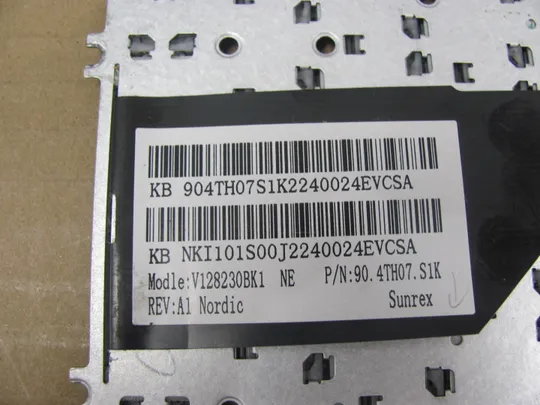 KB 904TH07S1K2240024EVCSA
KB NKI101S00J2240024EVCSA
Modle:V128230BK1 NE P/N:90.4TH07.S1K
REV:A1 Nordic Sunrex